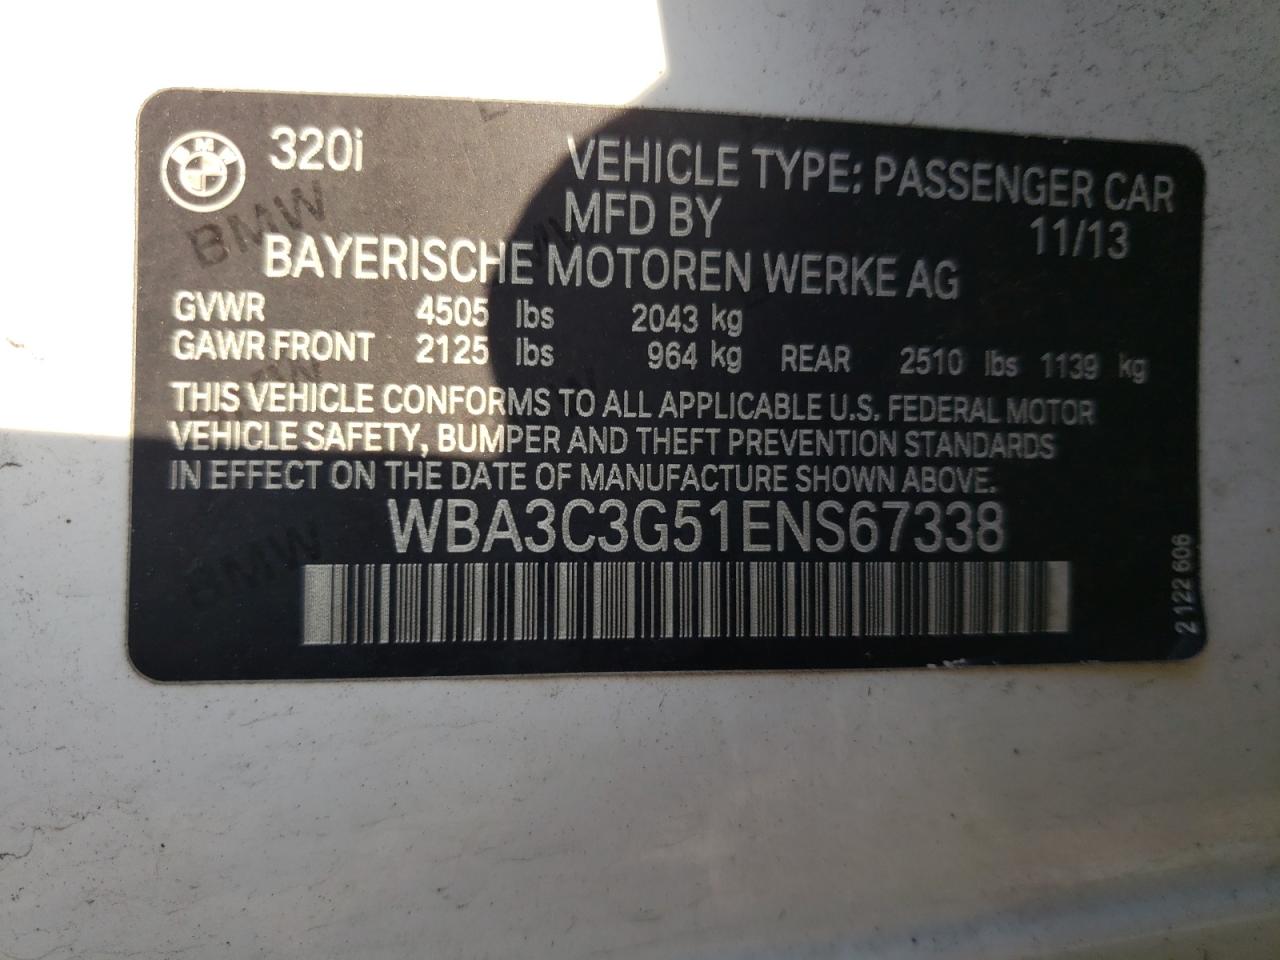 BMW 320i VEHICLE TYPE: PASSENGER CAR
MFD BY 11/13
BAYERISCHE MOTOREN WERKE AG
GVWR 4505 lbs 2043 kg
GAWR FRONT 2125 lbs 964 kg REAR 2510 lbs 1139 kg
THIS VEHICLE CONFORMS TO ALL APPLICABLE U.S. FEDERAL MOTOR
VEHICLE SAFETY, BUMPER AND THEFT PREVENTION STANDARDS
IN EFFECT ON THE DATE OF MANUFACTURE SHOWN ABOVE.
WBA3C3G51ENS67338
2 122 606
BMW
BMW